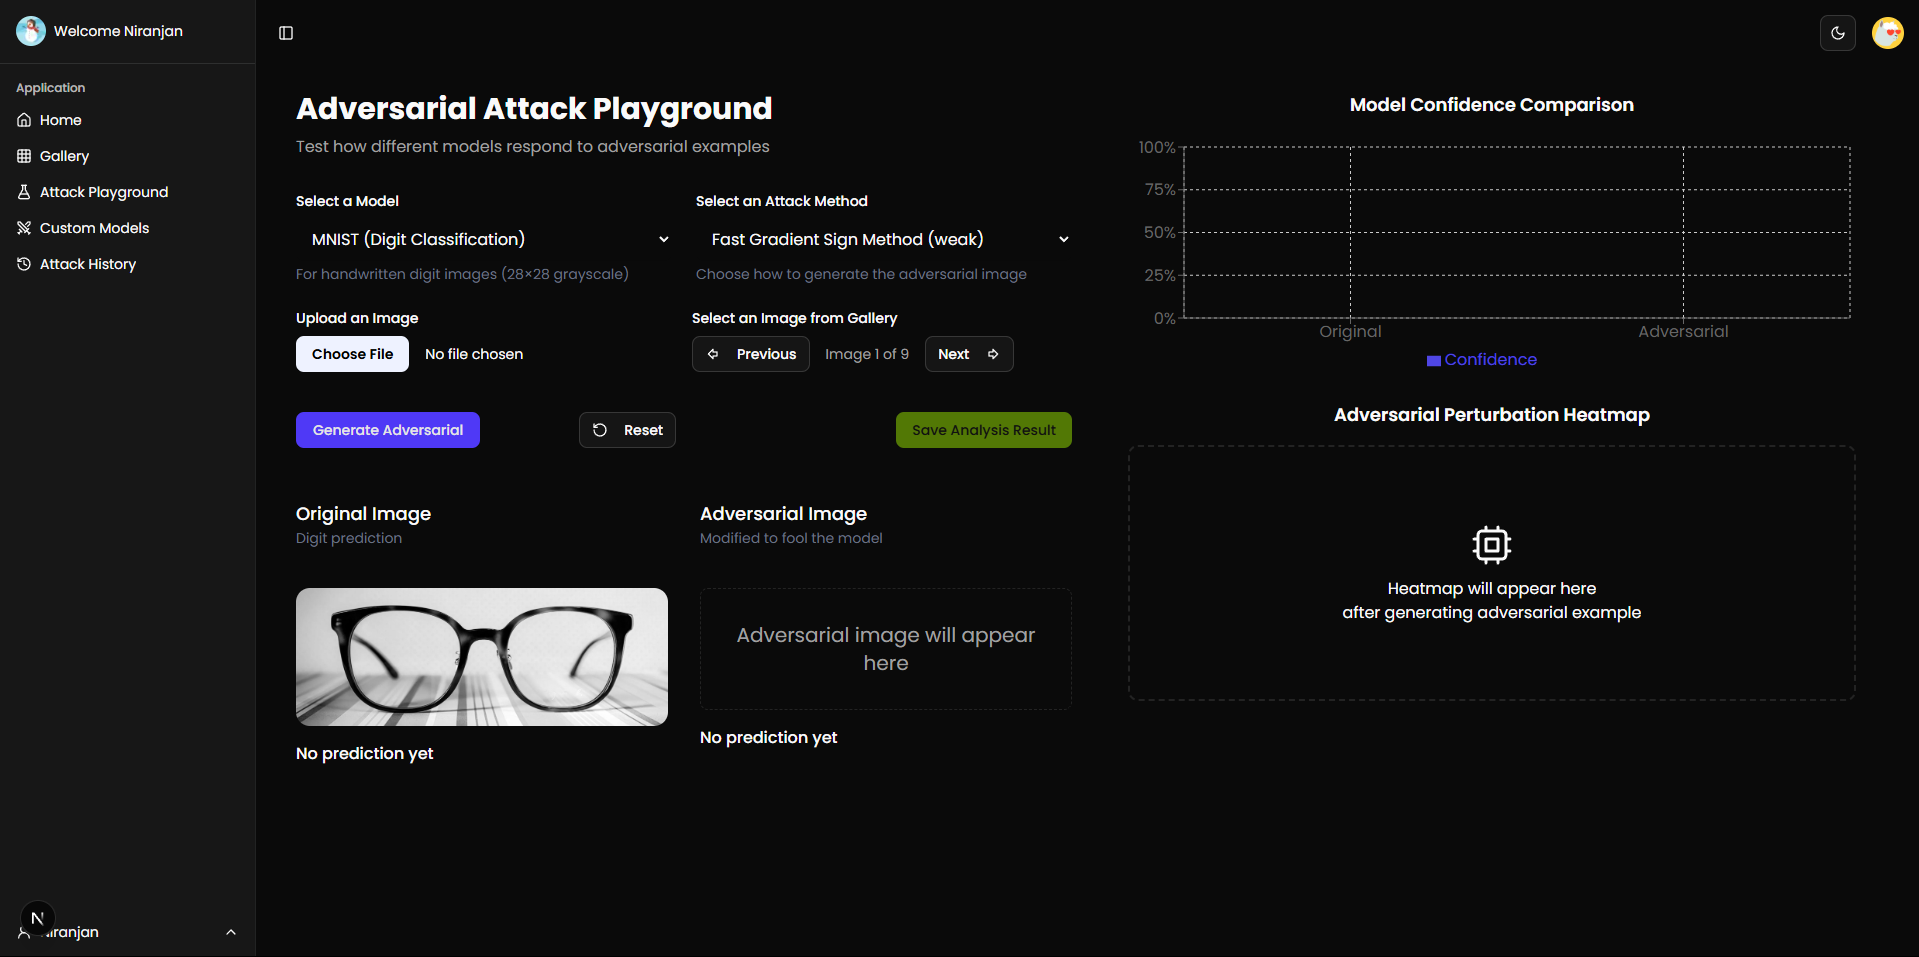 Welcome Niranjan
Application
Home
Gallery
Attack Playground
Custom Models
Attack History
N
Adversarial Attack Playground
Test how different models respond to adversarial examples
Select a Model
MNIST (Digit Classification)
For handwritten digit images (28×28 grayscale)
Select an Attack Method
Fast Gradient Sign Method (weak)
Choose how to generate the adversarial image
Upload an Image
Choose File No file chosen
Select an Image from Gallery
Previous Image 1 of 9 Next
Generate Adversarial Reset Save Analysis Result
Original Image
Digit prediction
No prediction yet
Adversarial Image
Modified to fool the model
Adversarial image will appear
here
No prediction yet
Model Confidence Comparison
100%
75%
50%
25%
0%
Original Adversarial
Confidence
Adversarial Perturbation Heatmap
Heatmap will appear here
after generating adversarial example